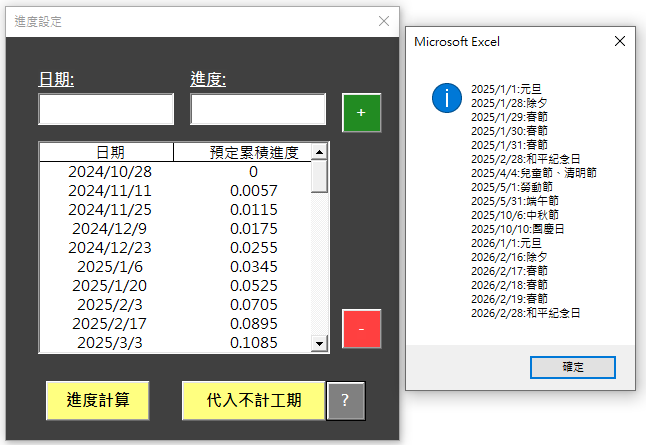 進度設定
日期:
進度:
+
日期 預定累積進度
2024/10/28 0
2024/11/11 0.0057
2024/11/25 0.0115
2024/12/9 0.0175
2024/12/23 0.0255
2025/1/6 0.0345
2025/1/20 0.0525
2025/2/3 0.0705
2025/2/17 0.0895
2025/3/3 0.1085
-
進度計算
代入不計工期
?
Microsoft Excel
2025/1/1:元旦
2025/1/28:除夕
2025/1/29:春節
2025/1/30:春節
2025/1/31:春節
2025/2/28:和平紀念日
2025/4/4:兒童節、清明節
2025/5/1:勞動節
2025/5/31:端午節
2025/10/6:中秋節
2025/10/10:國慶日
2026/1/1:元旦
2026/2/16:除夕
2026/2/17:春節
2026/2/18:春節
2026/2/19:春節
2026/2/28:和平紀念日
確定